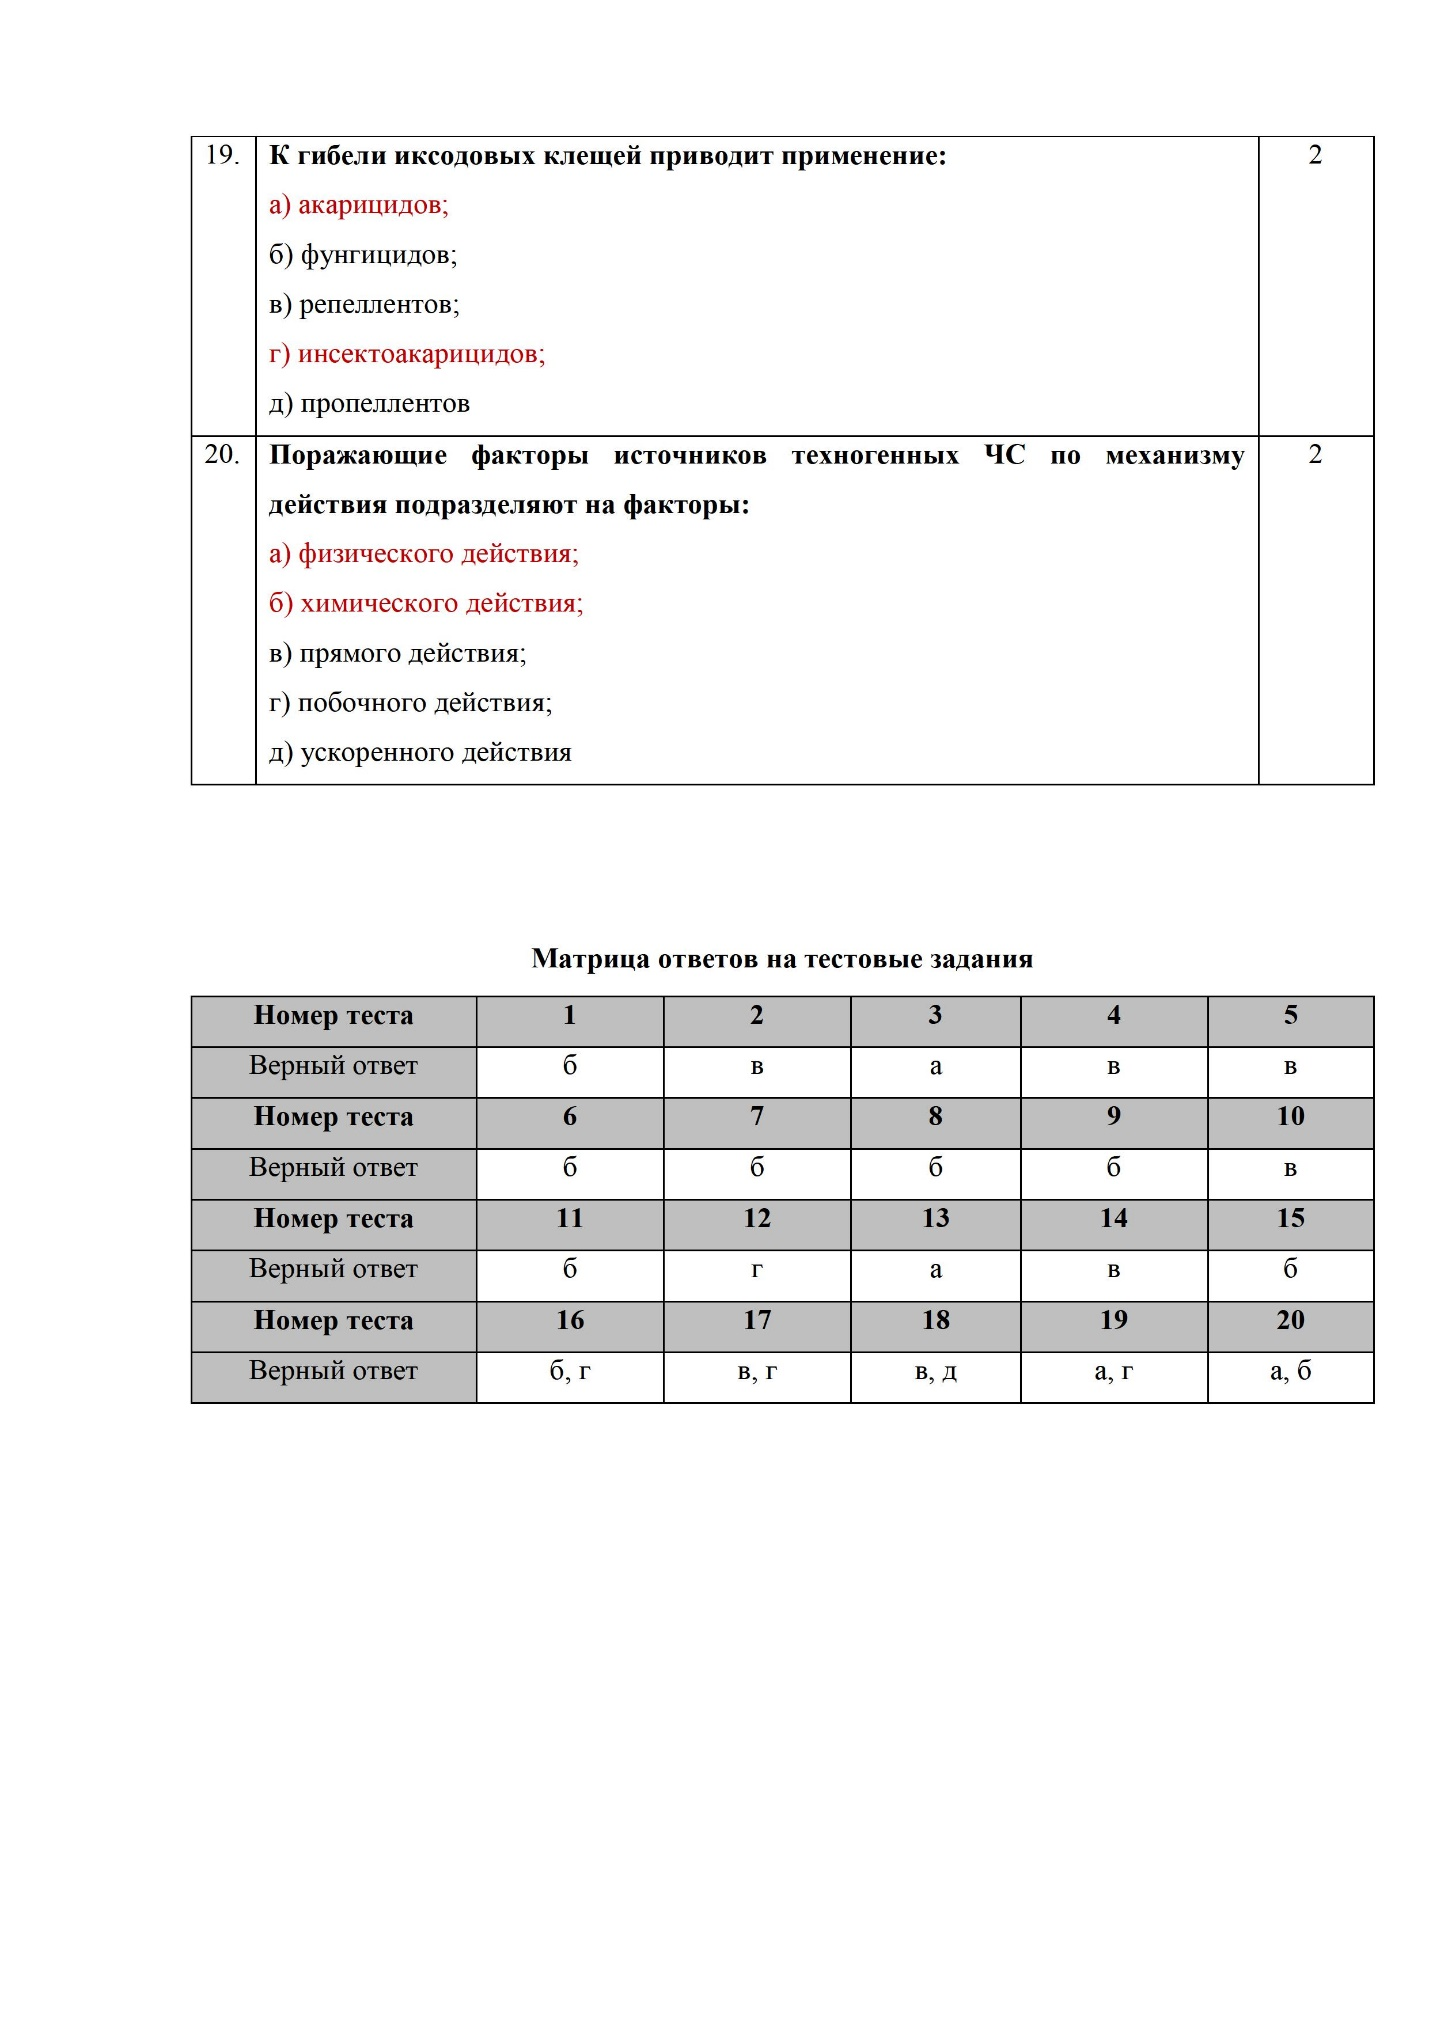 19. К гибели иксодовых клещей приводит применение: 2
а) акарицидов;
б) фунгицидов;
в) репеллентов;
г) инсектоакарицидов;
д) пропеллентов
20. Поражающие факторы источников техногенных ЧС по механизму 2
действия подразделяют на факторы:
а) физического действия;
б) химического действия;
в) прямого действия;
г) побочного действия;
д) ускоренного действия
Матрица ответов на тестовые задания
Номер теста 1 2 3 4 5
Верный ответ б в а в в
Номер теста 6 7 8 9 10
Верный ответ б б б б в
Номер теста 11 12 13 14 15
Верный ответ б г а в б
Номер теста 16 17 18 19 20
Верный ответ б, г в, г в, д а, г а, б